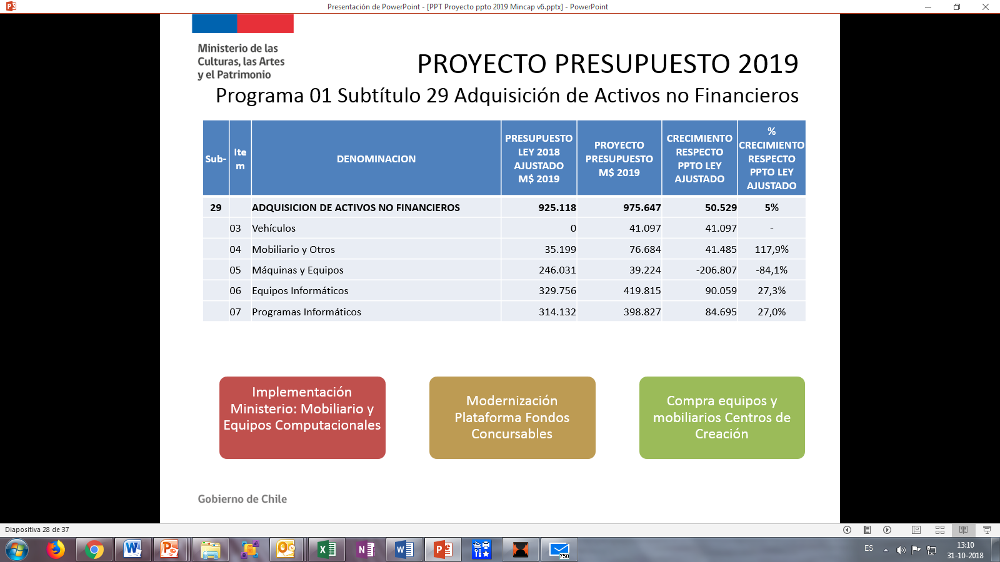 Presentación de PowerPoint - [PPT Proyecto ppto 2019 Mincap v6.pptx] - PowerPoint
Ministerio de las
Culturas, las Artes
y el Patrimonio
PROYECTO PRESUPUESTO 2019
Programa 01 Subtítulo 29 Adquisición de Activos no Financieros
Sub- Ite m DENOMINACION PRESUPUESTO LEY 2018 AJUSTADO M$ 2019 PROYECTO PRESUPUESTO M$ 2019 CRECIMIENTO RESPECTO PPTO LEY AJUSTADO % CRECIMIENTO RESPECTO PPTO LEY AJUSTADO
29 ADQUISICION DE ACTIVOS NO FINANCIEROS 925.118 975.647 50.529 5%
03 Vehículos 0 41.097 41.097 -
04 Mobiliario y Otros 35.199 76.684 41.485 117,9%
05 Máquinas y Equipos 246.031 39.224 -206.807 -84,1%
06 Equipos Informáticos 329.756 419.815 90.059 27,3%
07 Programas Informáticos 314.132 398.827 84.695 27,0%
Implementación
Ministerio: Mobiliario y
Equipos Computacionales
Modernización
Plataforma Fondos
Concursables
Compra equipos y
mobiliarios Centros de
Creación
Gobierno de Chile
Diapositiva 28 de 37
750
ES
13:10
31-10-2018